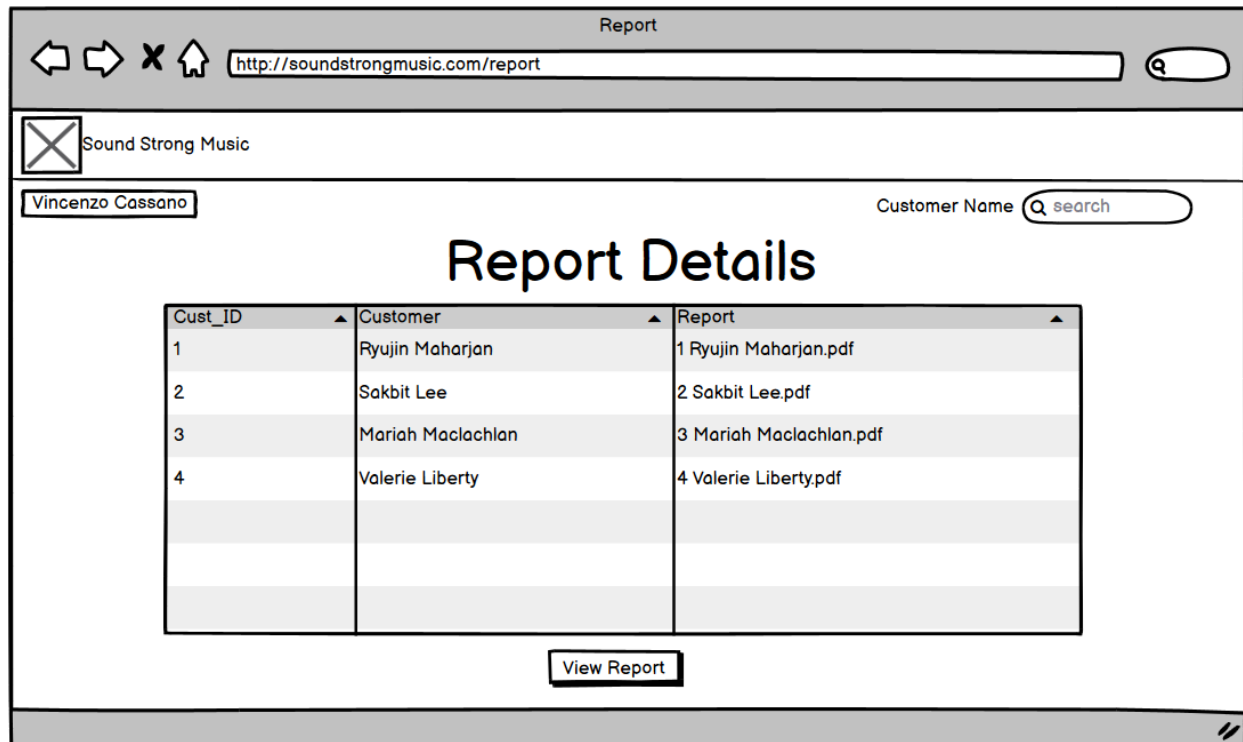 Report
http://soundstrongmusic.com/report
Sound Strong Music
Vincenzo Cassano
Customer Name search
Report Details
Cust_ID Customer Report
1 Ryujin Maharjan 1 Ryujin Maharjan.pdf
2 Sakbit Lee 2 Sakbit Lee.pdf
3 Mariah Maclachlan 3 Mariah Maclachlan.pdf
4 Valerie Liberty 4 Valerie Liberty.pdf
View Report